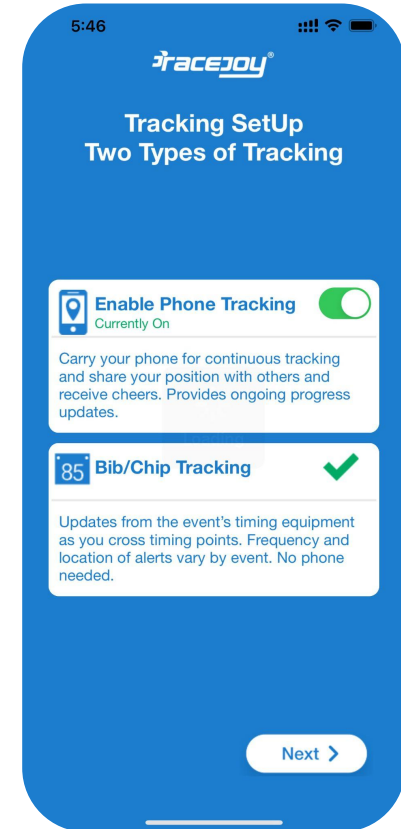 5:46
racejoy®
Tracking SetUp
Two Types of Tracking
Enable Phone Tracking
Currently On
Carry your phone for continuous tracking
and share your position with others and
receive cheers. Provides ongoing progress
updates.
85 Bib/Chip Tracking
Updates from the event's timing equipment
as you cross timing points. Frequency and
location of alerts vary by event. No phone
needed.
Next